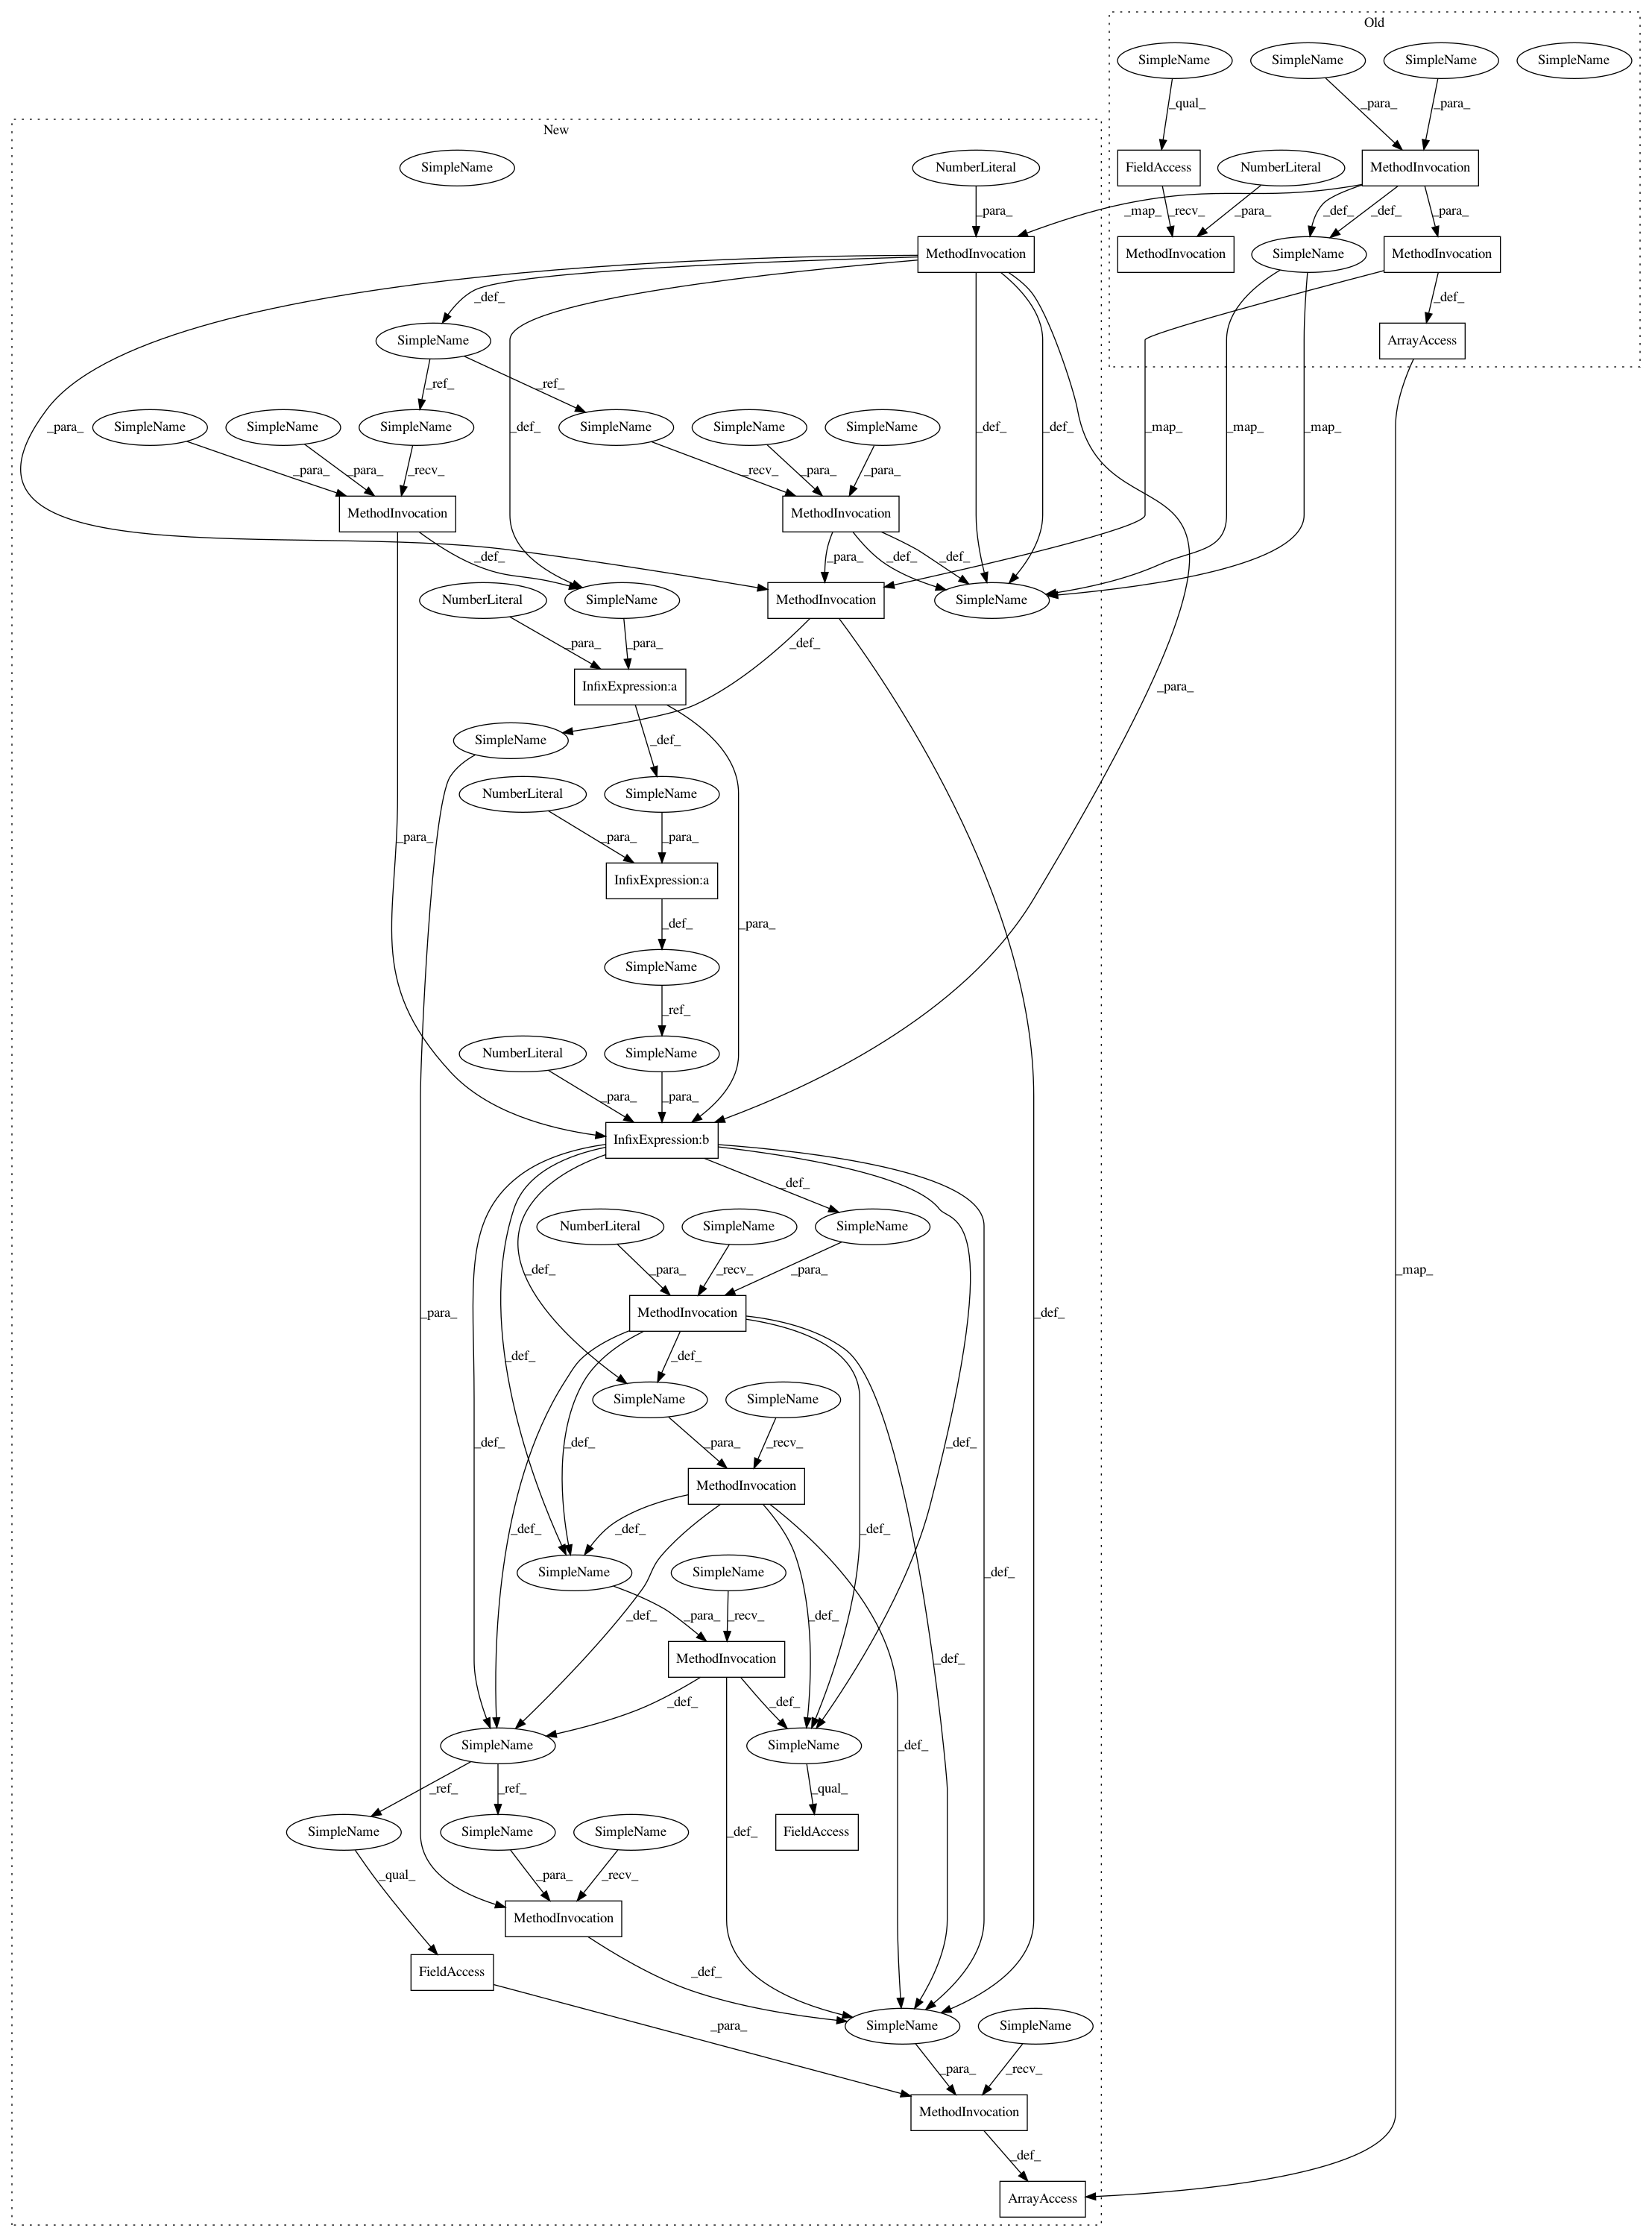 Old
SimpleName SimpleName SimpleName SimpleName
_qual_ _para_ _para_
New
SimpleName NumberLiteral FieldAccess NumberLiteral MethodInvocation
_para_ _map_ _recv_ _para_ _def_ _def_ _para_
MethodInvocation MethodInvocation SimpleName MethodInvocation
_def_ _def_
SimpleName ArrayAccess
_ref_ _ref_
_para_ SimpleName SimpleName SimpleName _def_ SimpleName SimpleName SimpleName _def_ _def_ _map_ _map_ _map_
_para_ _para_ _recv_ _recv_ _para_ _para_
MethodInvocation MethodInvocation
_def_ _para_ _def_ _def_
NumberLiteral SimpleName MethodInvocation SimpleName
_para_ _para_ _def_
InfixExpression:a _para_
SimpleName _def_
NumberLiteral SimpleName
_para_ _para_ _para_
InfixExpression:a
_def_ _para_
SimpleName
_ref_
NumberLiteral SimpleName
_para_ _para_
InfixExpression:b
_def_
NumberLiteral SimpleName SimpleName
_def_ _para_ _recv_ _para_
_para_ MethodInvocation _def_ _map_
_def_ _def_
SimpleName SimpleName
_def_ _def_ _para_ _recv_ _def_
MethodInvocation
_def_ _def_ _def_
SimpleName SimpleName _def_
_def_ _para_ _recv_ _def_
MethodInvocation _def_
_def_ _def_
SimpleName SimpleName _def_
_ref_ _ref_ _qual_
SimpleName SimpleName SimpleName _def_ FieldAccess
_qual_ _para_ _recv_
MethodInvocation
FieldAccess _def_
_para_ SimpleName SimpleName
_para_ _recv_
MethodInvocation
_def_
ArrayAccess